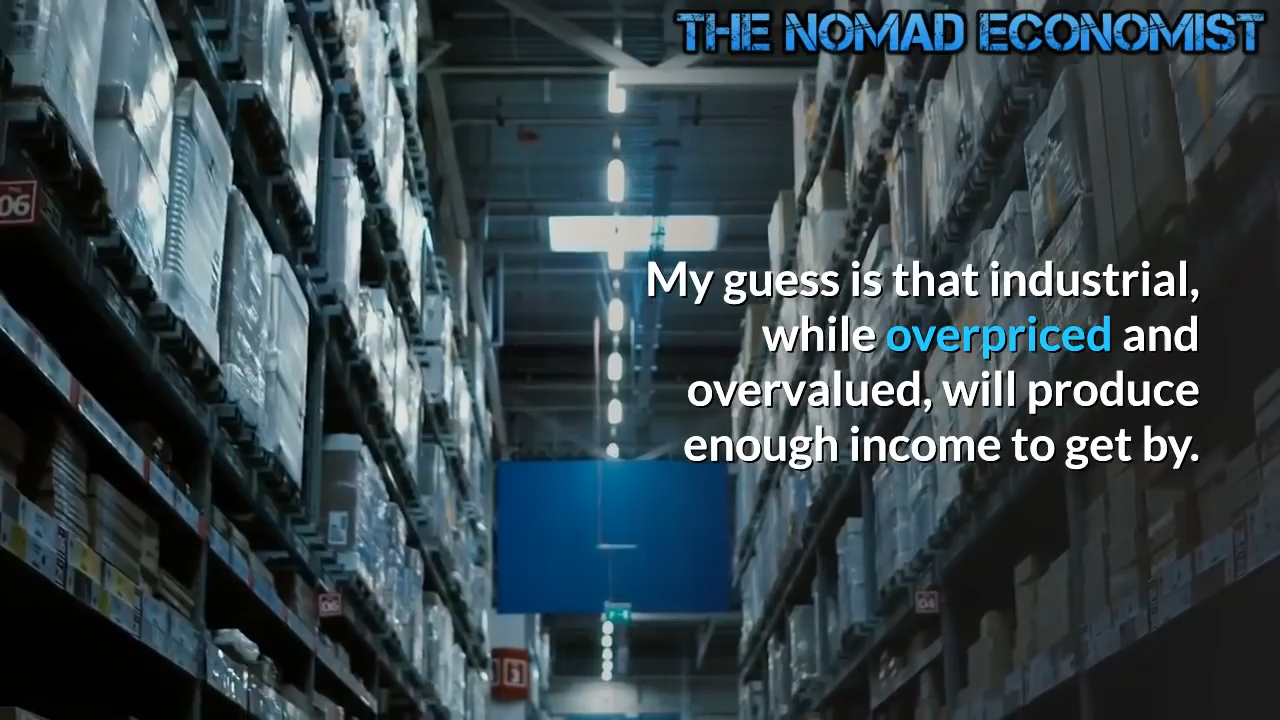 THE NOMAD ECONOMIST
06
My guess is that industrial,
while overpriced and
overvalued, will produce
enough income to get by.
06
04